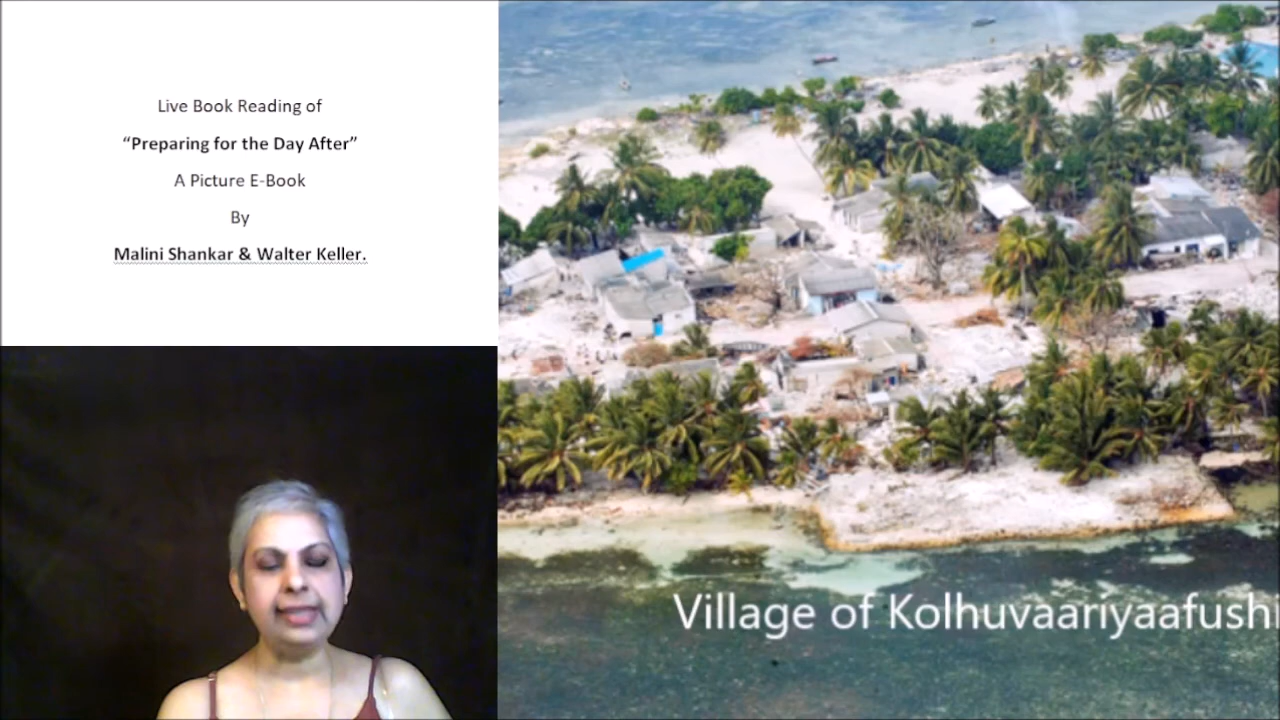 Live Book Reading of
“Preparing for the Day After”
A Picture E-Book
By
Malini Shankar & Walter Keller.
Village of Kolhuvaariyaafushi